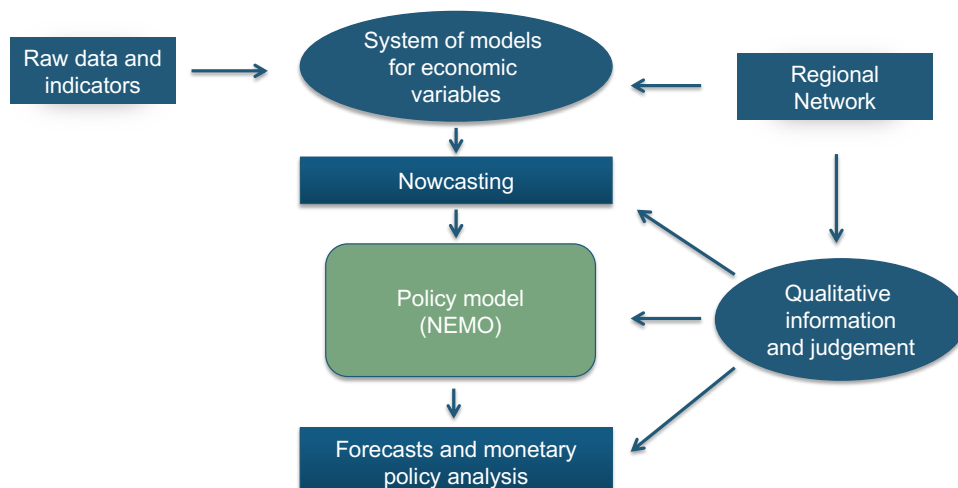 Raw data and
indicators
System of models
for economic
variables
Regional
Network
Nowcasting
Policy model
(NEMO)
Qualitative
information
and judgement
Forecasts and monetary
policy analysis